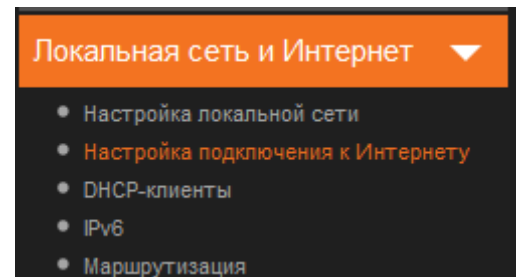 Локальная сеть и Интернет
Настройка локальной сети
Настройка подключения к Интернету
DHCP-клиенты
IPv6
Маршрутизация